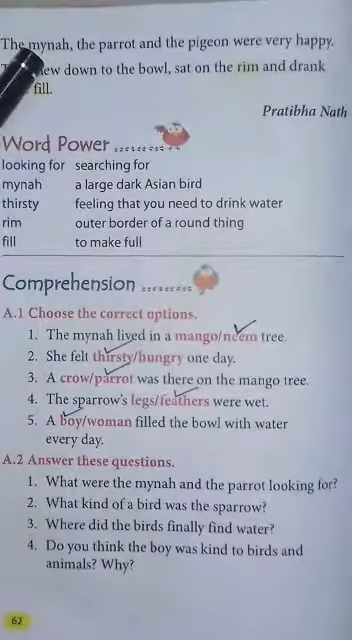 The mynah, the parrot and the pigeon were very happy.
flew down to the bowl, sat on the rim and drank
fill.
Pratibha Nath
Word Power
looking for searching for
mynah a large dark Asian bird
thirsty feeling that you need to drink water
rim outer border of a round thing
fill to make full
Comprehension
A.1 Choose the correct options.
1. The mynah lived in a mango/neem tree.
2. She felt thirsty/hungry one day.
3. A crow/parrot was there on the mango tree.
4. The sparrow's legs/feathers were wet.
5. A boy/woman filled the bowl with water
every day.
A.2 Answer these questions.
1. What were the mynah and the parrot looking for?
2. What kind of a bird was the sparrow?
3. Where did the birds finally find water?
4. Do you think the boy was kind to birds and
animals? Why?
62